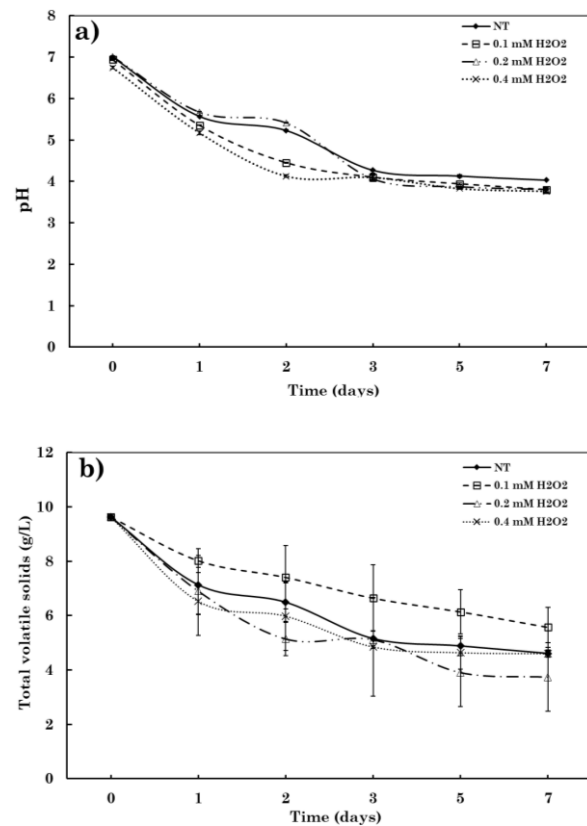 a)
NT
0.1 mM H2O2
0.2 mM H2O2
0.4 mM H2O2
8
7
6
5
4
3
2
1
0
pH
0 1 2 3 5 7
Time (days)
b)
NT
0.1 mM H2O2
0.2 mM H2O2
0.4 mM H2O2
12
10
8
6
4
2
0
Total volatile solids (g/L)
0 1 2 3 5 7
Time (days)